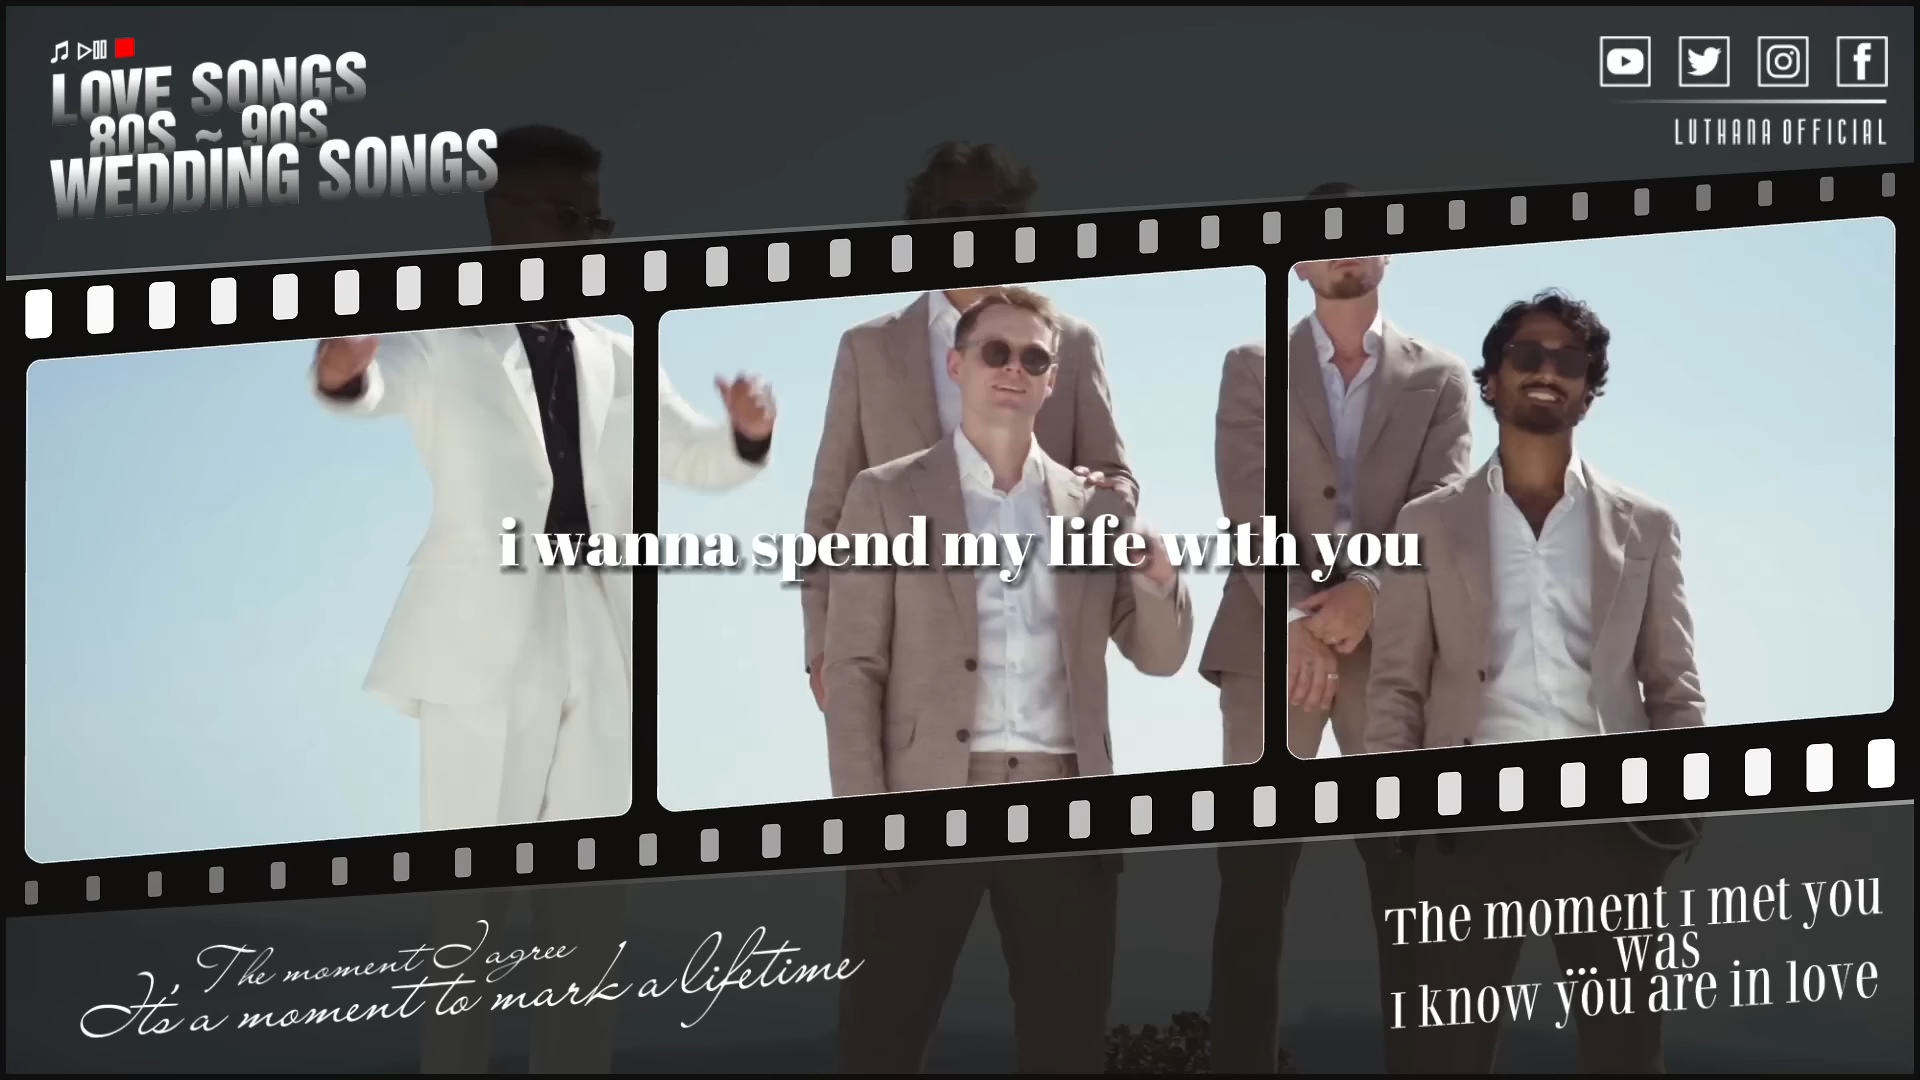 LOVE SONGS
80S ~ 90S
WEDDING SONGS
LUTHANA OFFICIAL
i wanna spend my life with you
The moment I agree
It's a moment to mark a lifetime
The moment I met you
was
I know you are in love